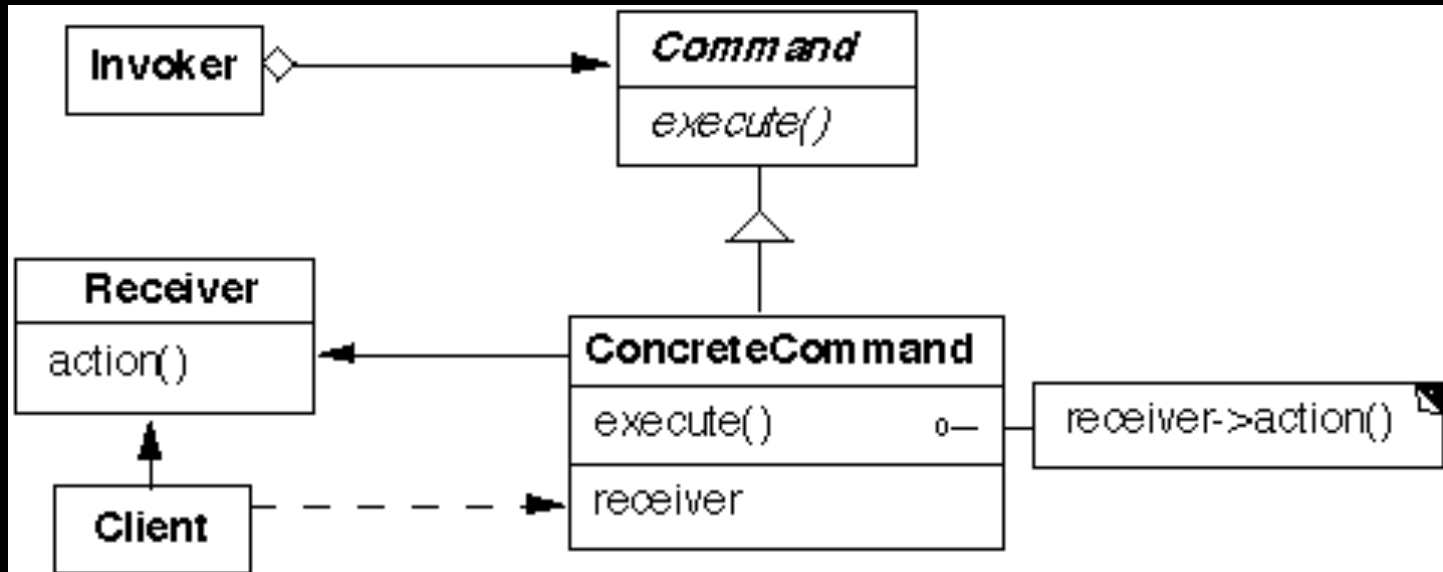 Invoker
Command
execute()
Receiver
action()
ConcreteCommand
execute()
receiver->action()
receiver
Client